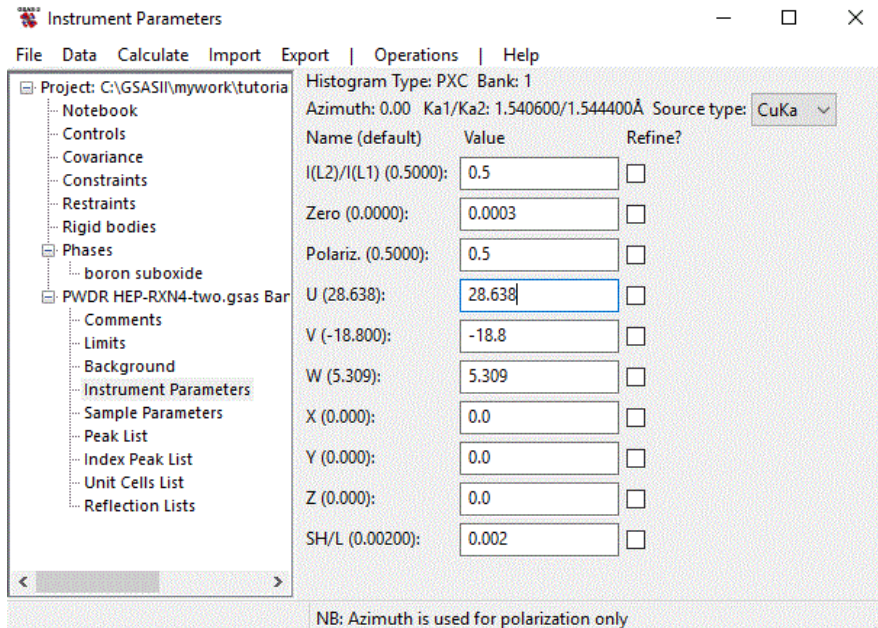 Instrument Parameters
File Data Calculate Import Export | Operations | Help
Project: C:\GSASII\mywork\tutoria
Notebook
Controls
Covariance
Constraints
Restraints
Rigid bodies
Phases
boron suboxide
PWDR HEP-RXN4-two.gsas Bar
Comments
Limits
Background
Instrument Parameters
Sample Parameters
Peak List
Index Peak List
Unit Cells List
Reflection Lists
Histogram Type: PXC Bank: 1
Azimuth: 0.00 Ka1/Ka2: 1.540600/1.544400Å Source type: CuKa
Name (default) Value Refine?
I(L2)/I(L1) (0.5000): 0.5
Zero (0.0000): 0.0003
Polariz. (0.5000): 0.5
U (28.638): 28.638
V (-18.800): -18.8
W (5.309): 5.309
X (0.000): 0.0
Y (0.000): 0.0
Z (0.000): 0.0
SH/L (0.00200): 0.002
NB: Azimuth is used for polarization only